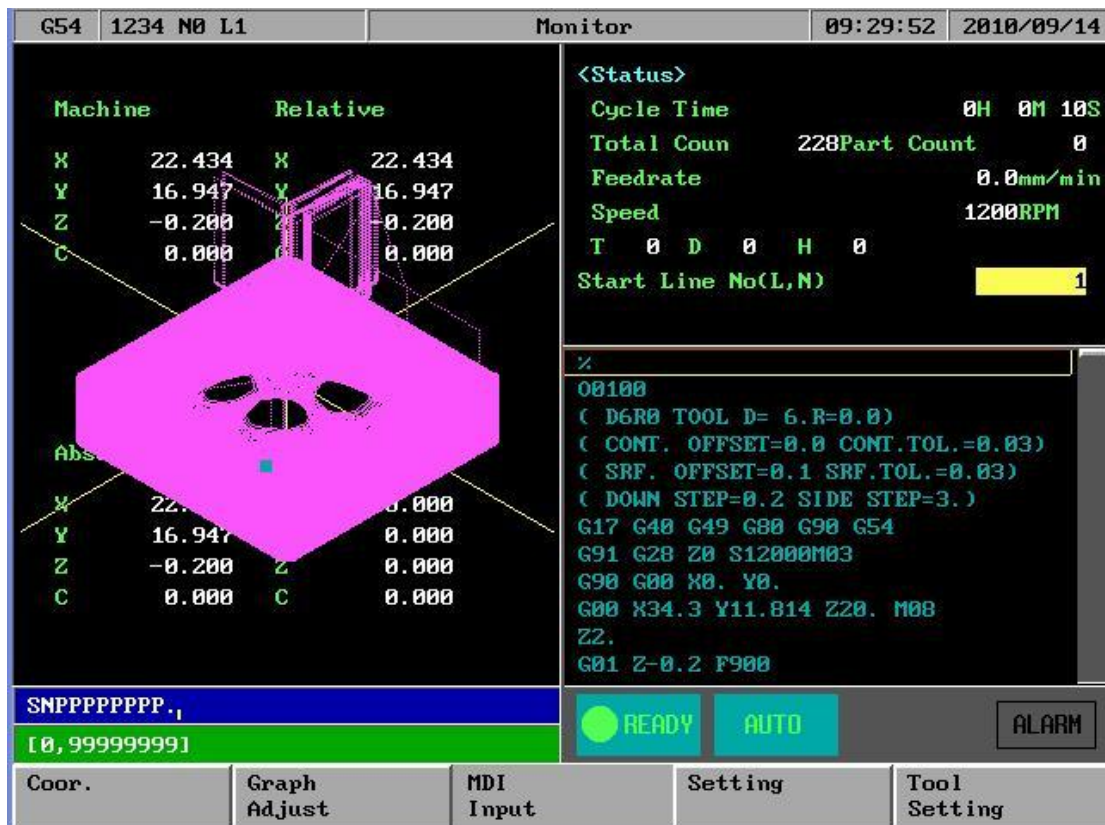 G54 1234 N0 L1 Monitor 09:29:52 2010/09/14
Machine Relative
X 22.434 X 22.434
Y 16.947 Y 16.947
Z -0.200 Z -0.200
C 0.000 0.000
Abs
X 22. 0.000
Y 16.947 0.000
Z -0.200 Z 0.000
C 0.000 C 0.000
<Status>
Cycle Time 0H 0M 10S
Total Coun 228Part Count 0
Feedrate 0.0mm/min
Speed 1200RPM
T 0 D 0 H 0
Start Line No(L,N) 1
%
O0100
( D6R0 TOOL D= 6.R=0.0)
( CONT. OFFSET=0.0 CONT.TOL.=0.03)
( SRF. OFFSET=0.1 SRF.TOL.=0.03)
( DOWN STEP=0.2 SIDE STEP=3.)
G17 G40 G49 G80 G90 G54
G91 G28 Z0 S12000M03
G90 G00 X0. Y0.
G00 X34.3 Y11.814 Z20. M08
Z2.
G01 Z-0.2 F900
SNPPPPPPPPP.,
[0,99999999]
READY AUTO ALARM
Coor. Graph Adjust MDI Input Setting Tool Setting